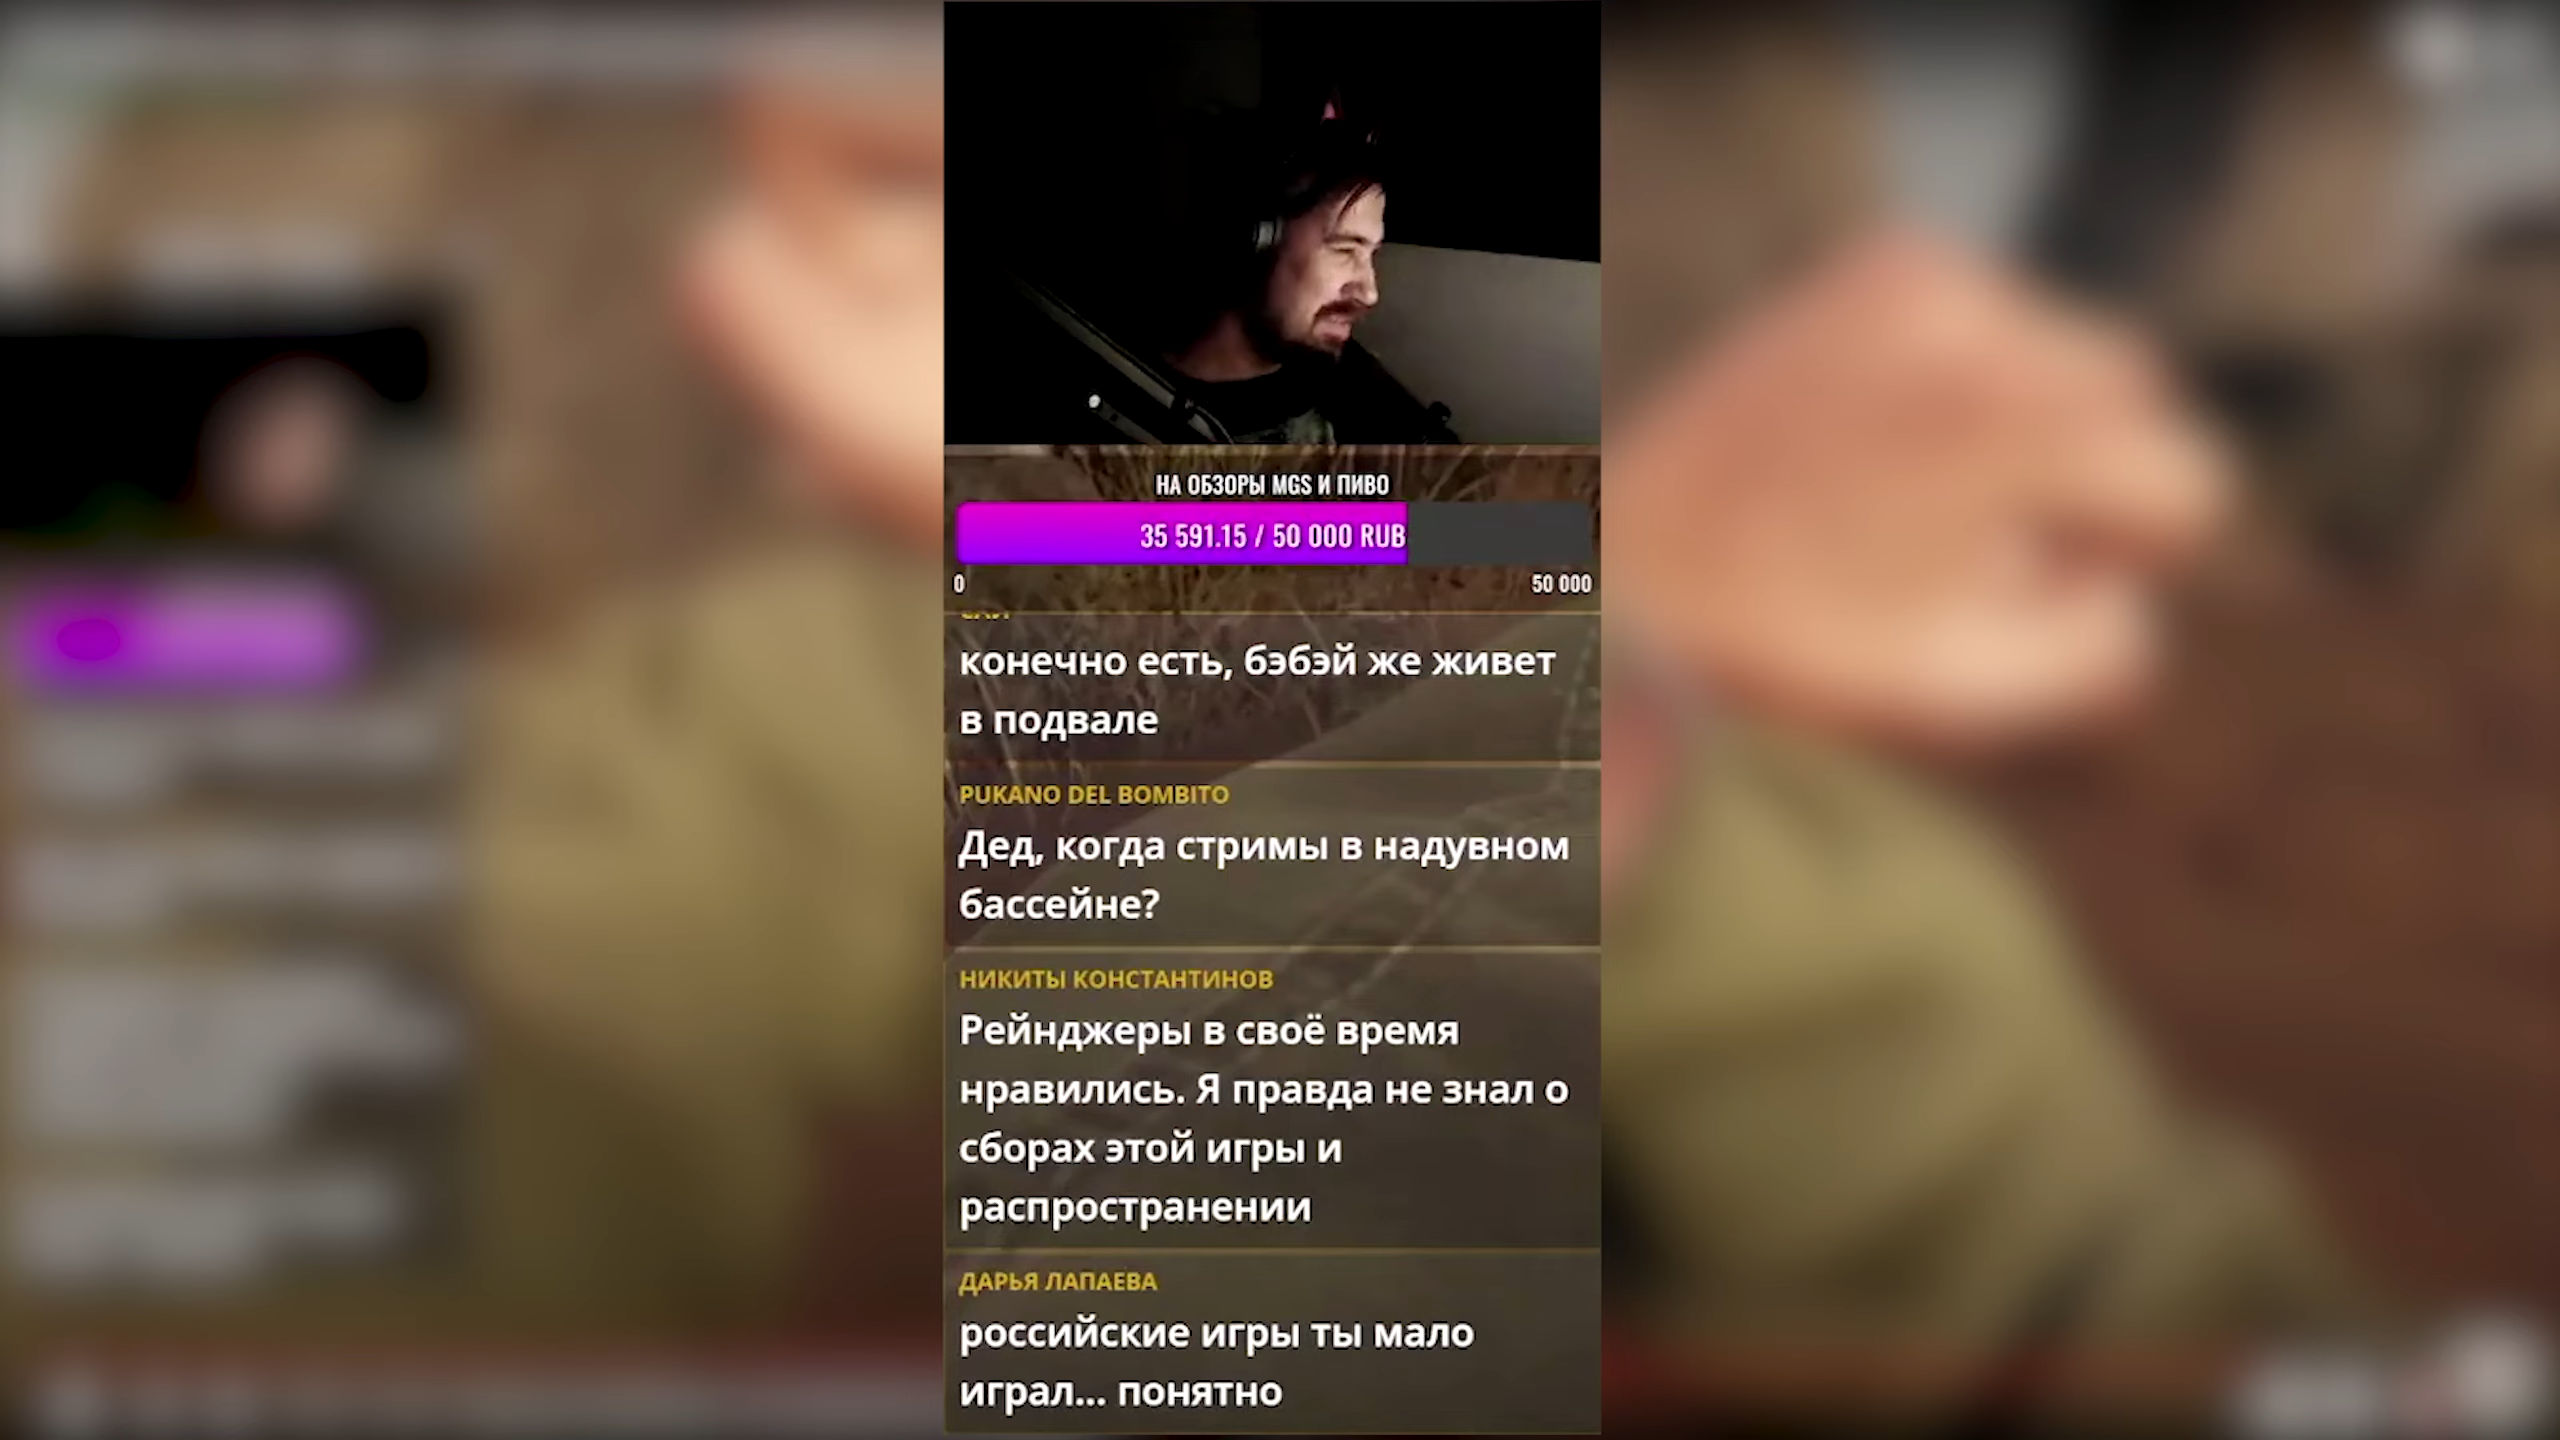 НА ОБЗОРЫ MGS И ПИВО
35 591.15 / 50 000 RUB
0
50 000
конечно есть, бэбэй же живет
в подвале
PUKANO DEL BOMBITO
Дед, когда стримы в надувном
бассейне?
НИКИТЫ КОНСТАНТИНОВ
Рейнджеры в своё время
нравились. Я правда не знал о
сборах этой игры и
распространении
ДАРЬЯ ЛАПАЕВА
российские игры ты мало
играл... понятно